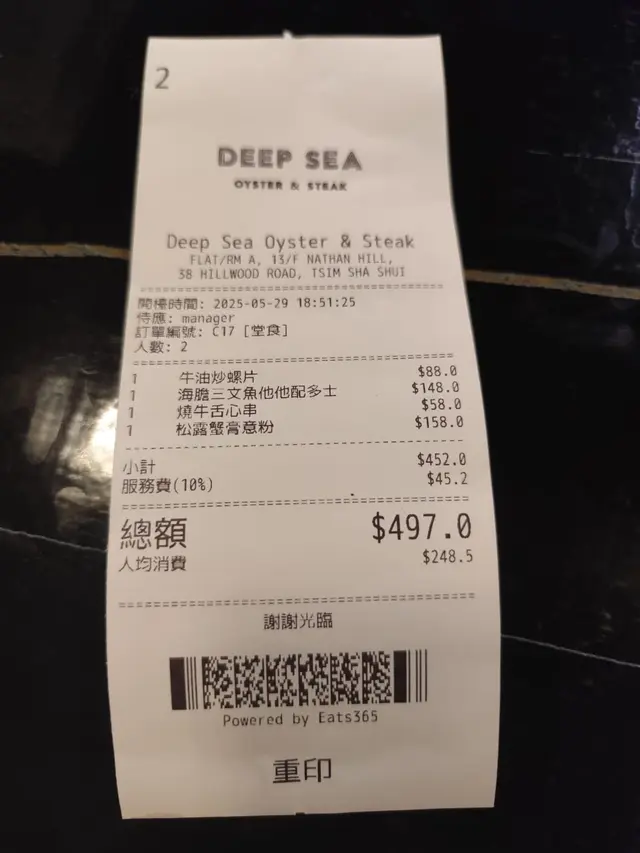 2
DEEP SEA
OYSTER & STEAK
Deep Sea Oyster & Steak
FLAT/RM A, 13/F NATHAN HILL,
38 HILLWOOD ROAD, TSIM SHA SHUI
開檯時間: 2025-05-29 18:51:25
侍應: manager
訂單編號: C17 [堂食]
人數: 2
1 牛油炒螺片 $88.0
1 海膽三文魚他他配多士 $148.0
1 燒牛舌心串 $58.0
1 松露蟹膏意粉 $158.0
小計 $452.0
服務費(10%) $45.2
總額 $497.0
人均消費 $248.5
謝謝光臨
Powered by Eats365
重印